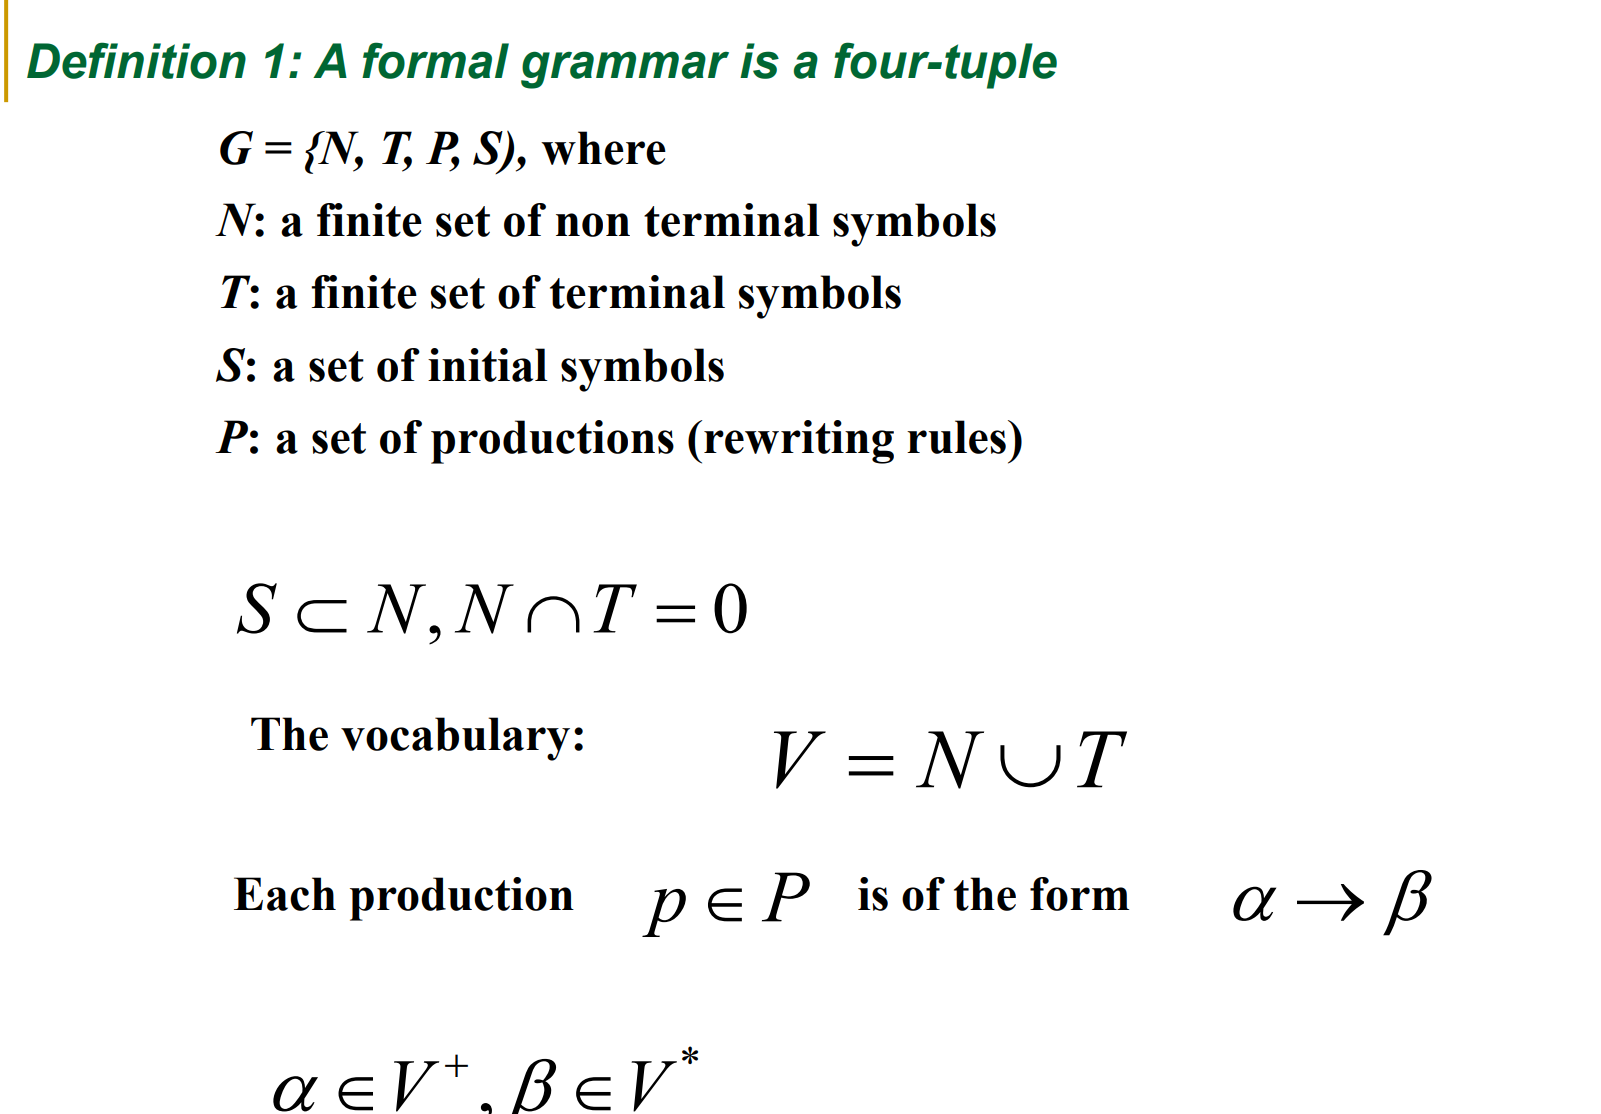 Definition 1: A formal grammar is a four-tuple
G = {N, T, P, S), where
N: a finite set of non terminal symbols
T: a finite set of terminal symbols
S: a set of initial symbols
P: a set of productions (rewriting rules)
S ⊂ N, N ∩ T = 0
The vocabulary: V = N ∪ T
Each production p ∈ P is of the form α → β
α ∈ V⁺, β ∈ V*